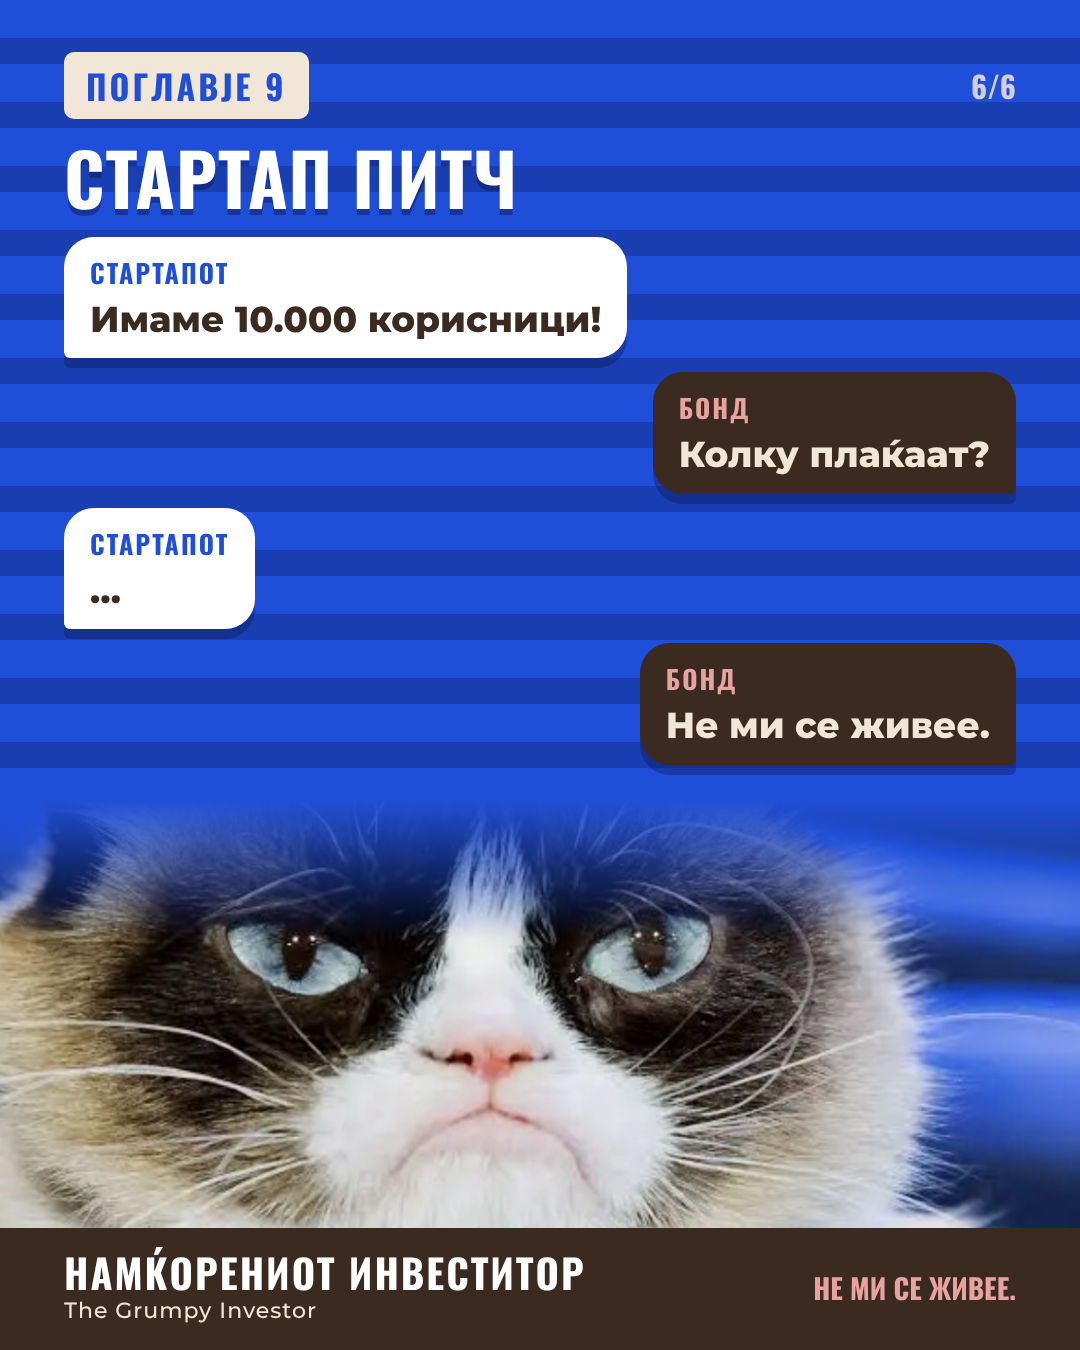 ПОГЛАВЈЕ 9
6/6
СТАРТАП ПИТЧ
СТАРТАПОТ
Имаме 10.000 корисници!
БОНД
Колку плаќаат?
СТАРТАПОТ
...
БОНД
Не ми се живее.
НАМЌОРЕНИОТ ИНВЕСТИТОР
The Grumpy Investor
НЕ МИ СЕ ЖИВЕЕ.